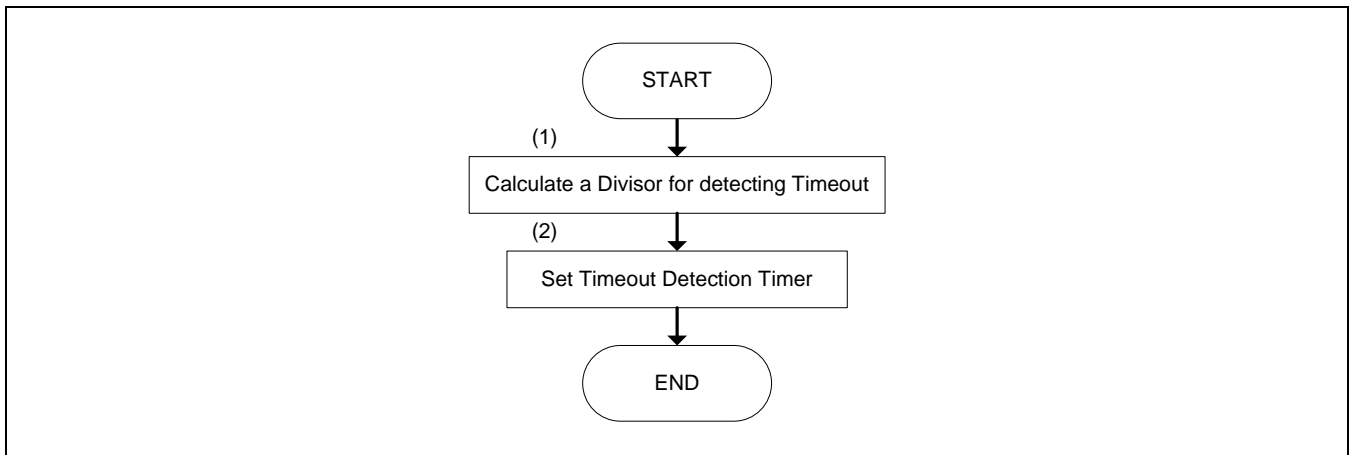 START
(1)
Calculate a Divisor for detecting Timeout
(2)
Set Timeout Detection Timer
END